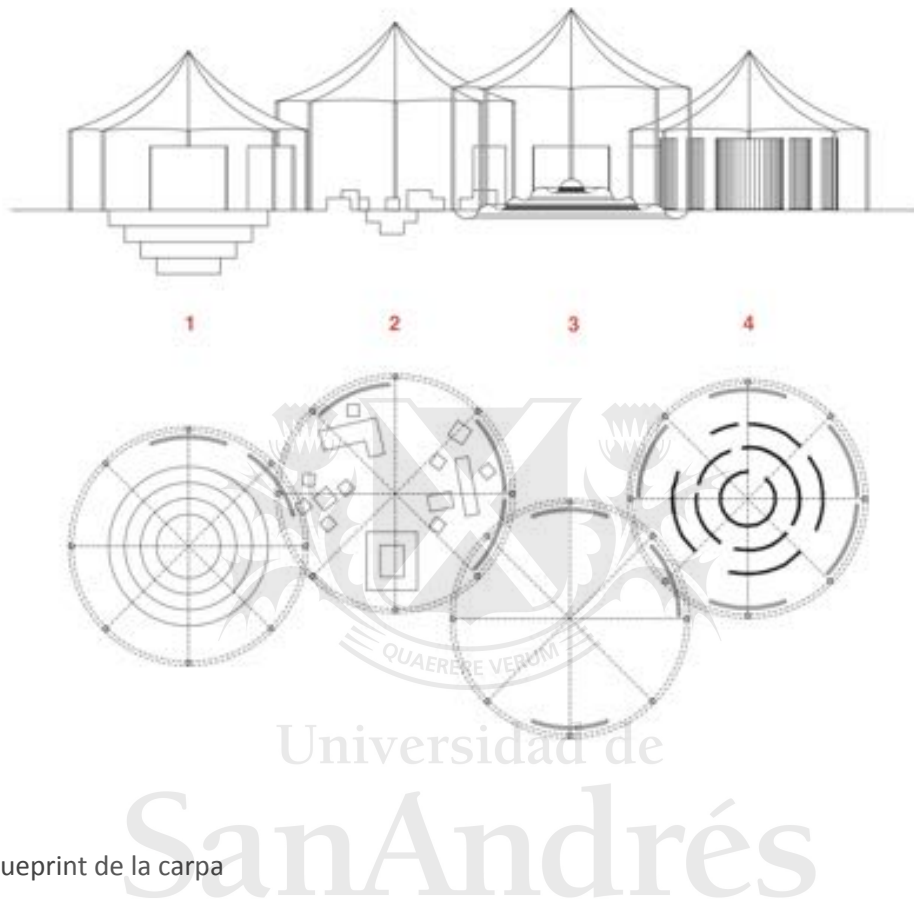 1 2 3 4
QUAERERE VERUM
Universidad de
SanAndrés
ueprint de la carpa